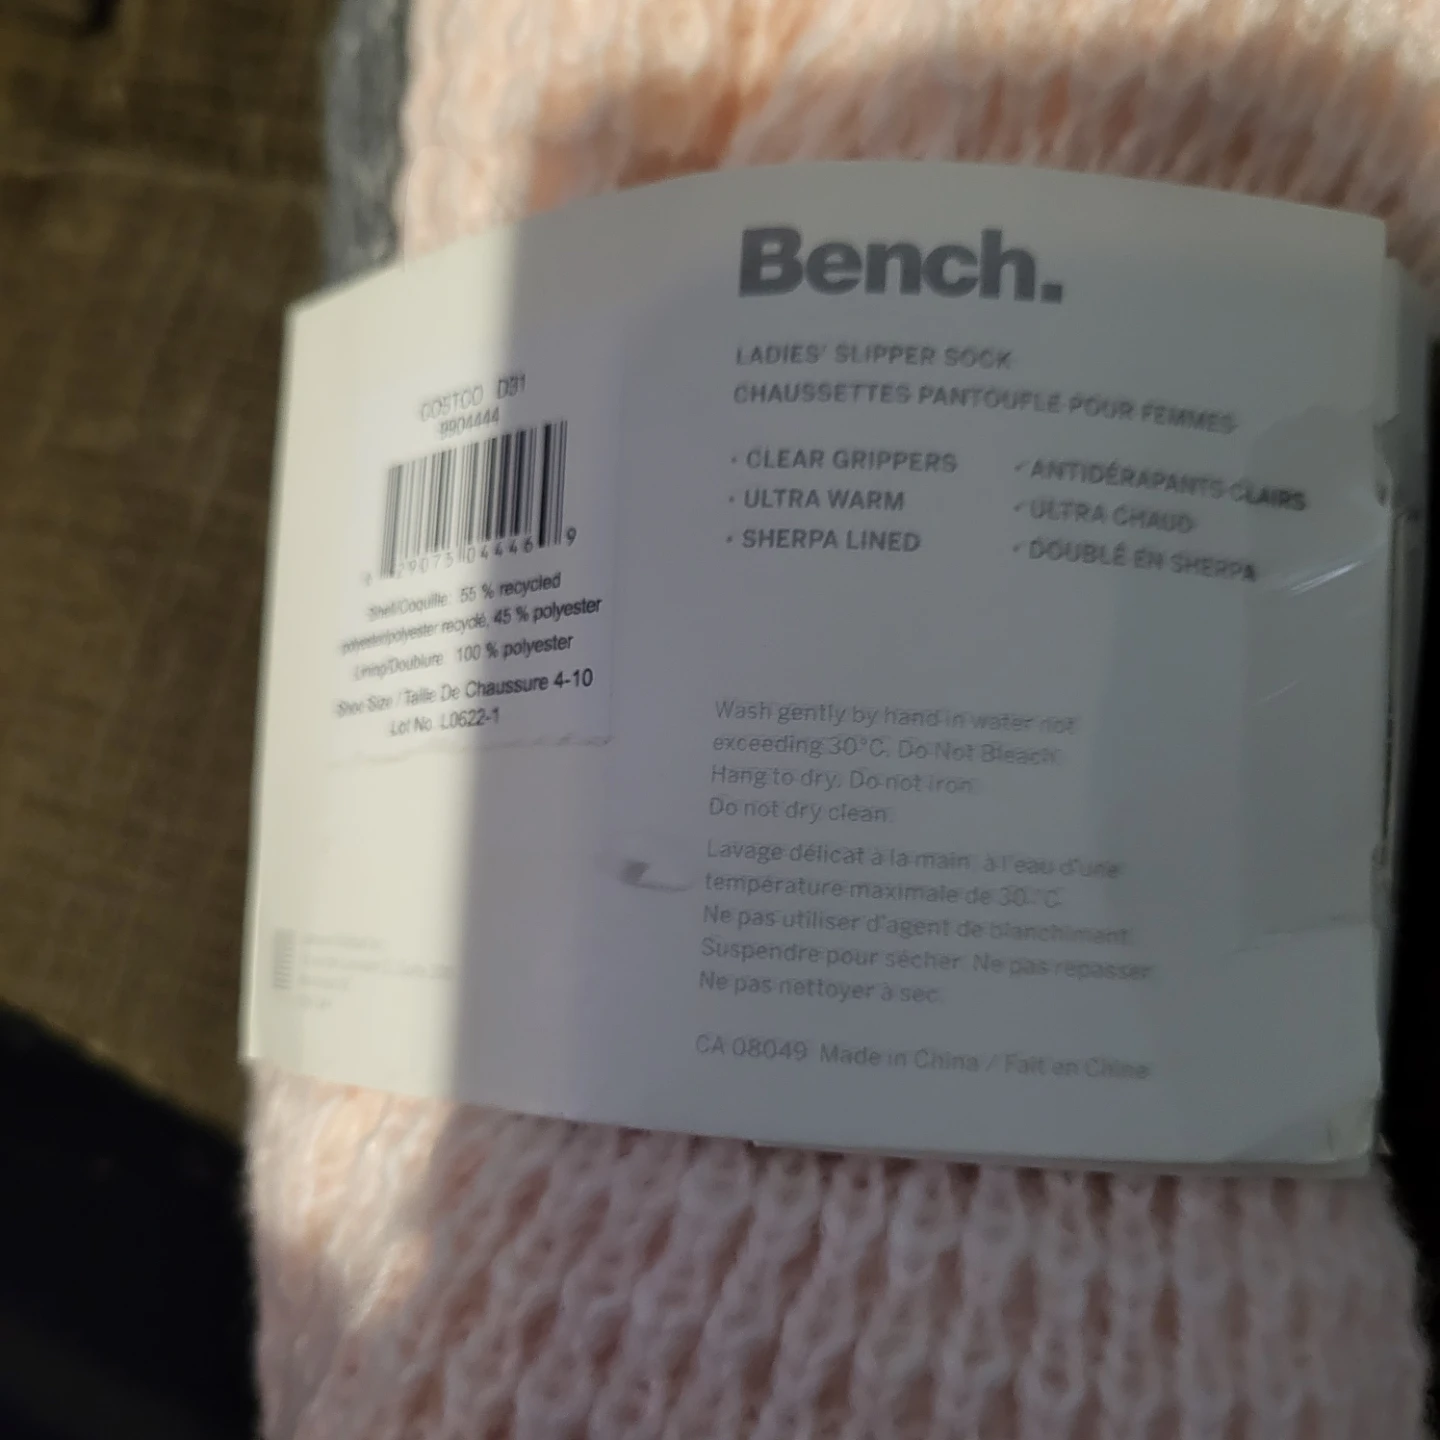 Bench.
LADIES' SLIPPER SOCK
CHAUSSETTES PANTOUFLE POUR FEMMES
• CLEAR GRIPPERS
• ULTRA WARM
• SHERPA LINED
• ANTIDÉRAPANTS CLAIRS
• ULTRA CHAUD
• DOUBLÉ EN SHERPA
Wash gently by hand in water not
exceeding 30°C. Do Not Bleach.
Hang to dry. Do not iron.
Do not dry clean.
Lavage délicat à la main, à l'eau d'une
température maximale de 30°C.
Ne pas utiliser d'agent de blanchiment.
Suspendre pour sécher. Ne pas repasser.
Ne pas nettoyer à sec.
CA 08049 Made in China / Fait en Chine
COSTCO D31
9904444
29075 04446 9
Shell/Coquille: 55 % recycled
polyester/polyester recyclé, 45 % polyester
Lining/Doublure: 100 % polyester
Shoe Size / Taille De Chaussure 4-10
Lot No. L0622-1